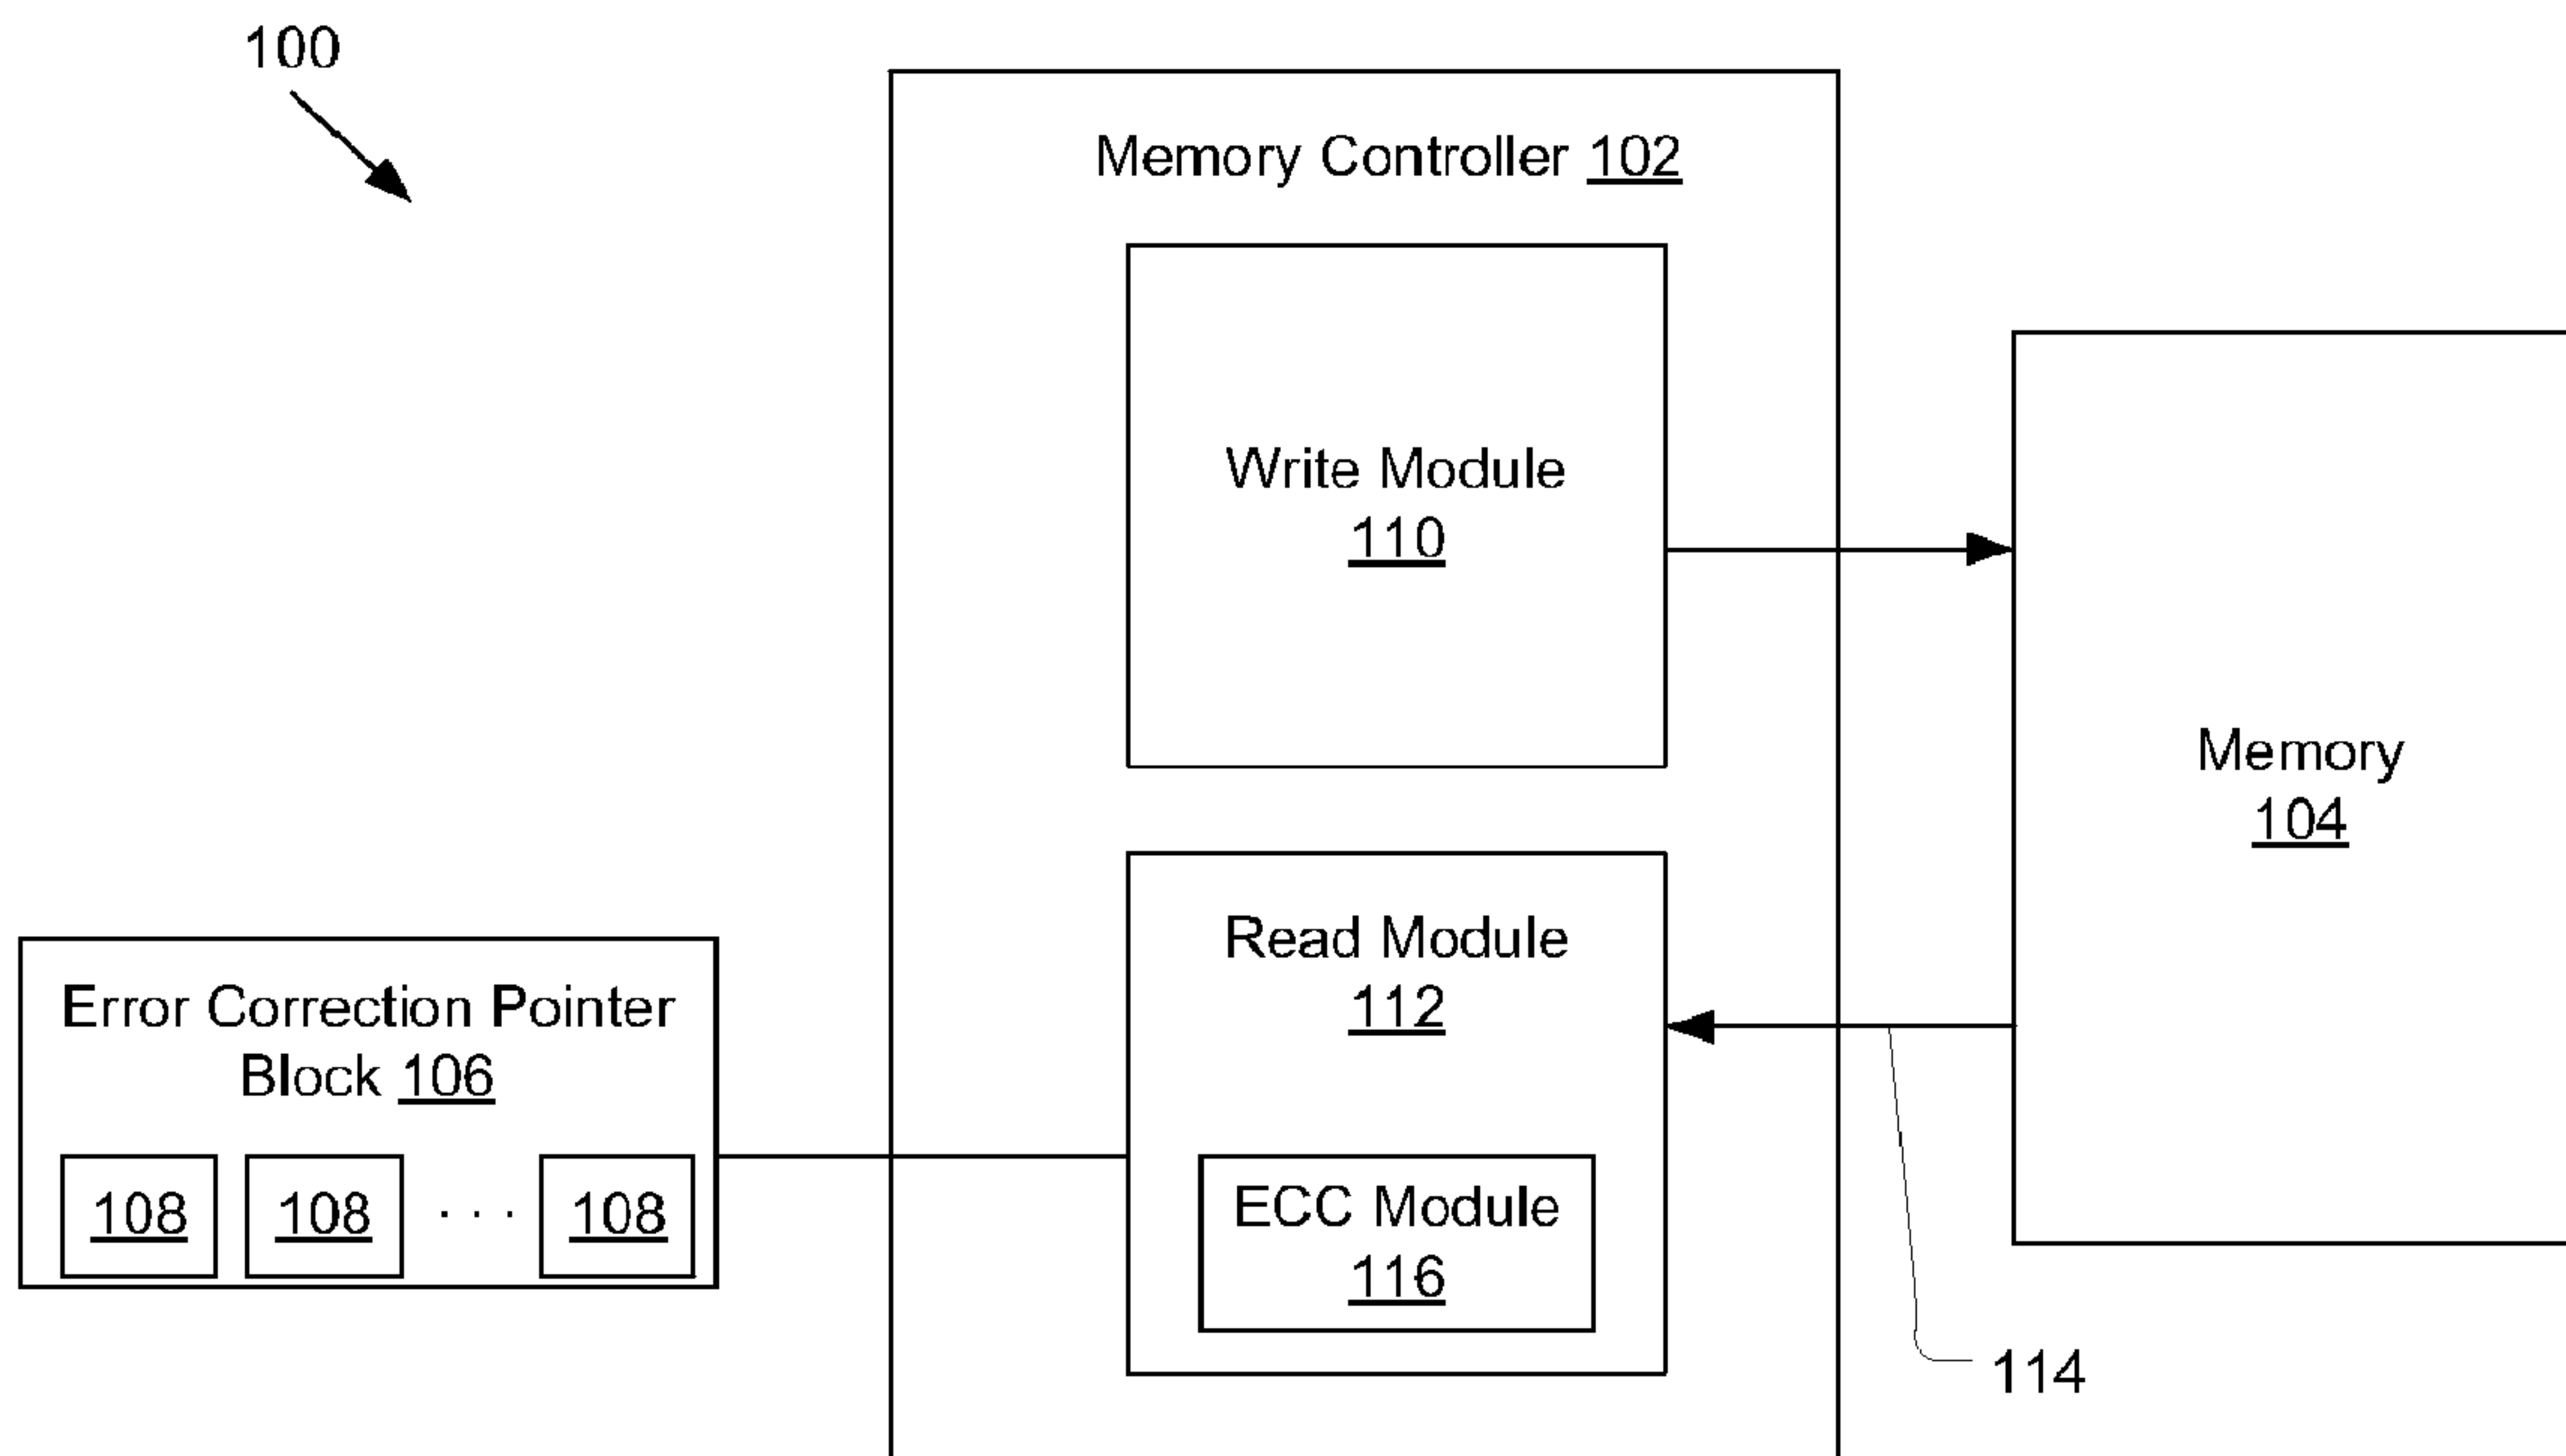 100
Memory Controller 102
Write Module
110
Memory
104
Read Module
112
Error Correction Pointer
Block 106
108 108 . . . 108
ECC Module
116
114